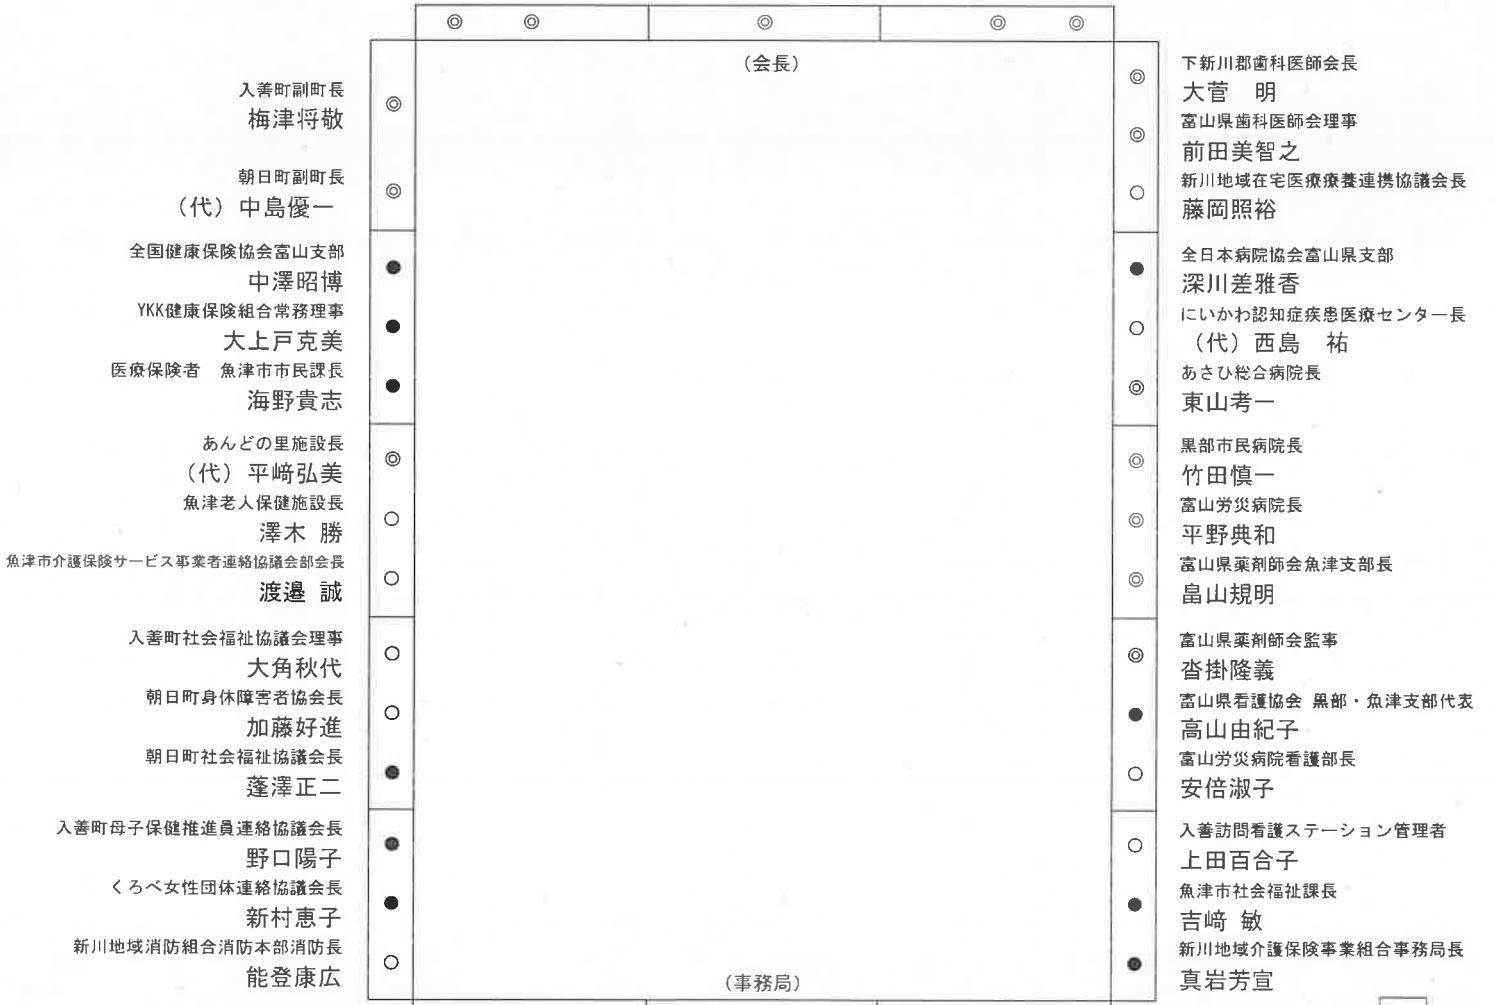 (会長)
入善町副町長
梅津将敬
朝日町副町長
(代) 中島優一
全国健康保険協会富山支部
中澤昭博
YKK健康保険組合常務理事
大上戸克美
医療保険者 魚津市市民課長
海野貴志
あんどの里施設長
(代) 平﨑弘美
魚津老人保健施設長
澤木 勝
魚津市介護保険サービス事業者連絡協議会部会長
渡邉 誠
入善町社会福祉協議会理事
大角秋代
朝日町身体障害者協会長
加藤好進
朝日町社会福祉協議会長
蓬澤正二
入善町母子保健推進員連絡協議会長
野口陽子
くろべ女性団体連絡協議会長
新村恵子
新川地域消防組合消防本部消防長
能登康広
下新川郡歯科医師会長
大菅 明
富山県歯科医師会理事
前田美智之
新川地域在宅医療療養連携協議会長
藤岡照裕
全日本病院協会富山県支部
深川差雅香
にいかわ認知症疾患医療センター長
(代) 西島 祐
あさひ総合病院長
東山考一
黒部市民病院長
竹田慎一
富山労災病院長
平野典和
富山県薬剤師会魚津支部長
畠山規明
富山県薬剤師会監事
沓掛隆義
富山県看護協会 黒部・魚津支部代表
高山由紀子
富山労災病院看護部長
安倍淑子
入善訪問看護ステーション管理者
上田百合子
魚津市社会福祉課長
吉﨑 敏
新川地域介護保険事業組合事務局長
真岩芳宣
(事務局)